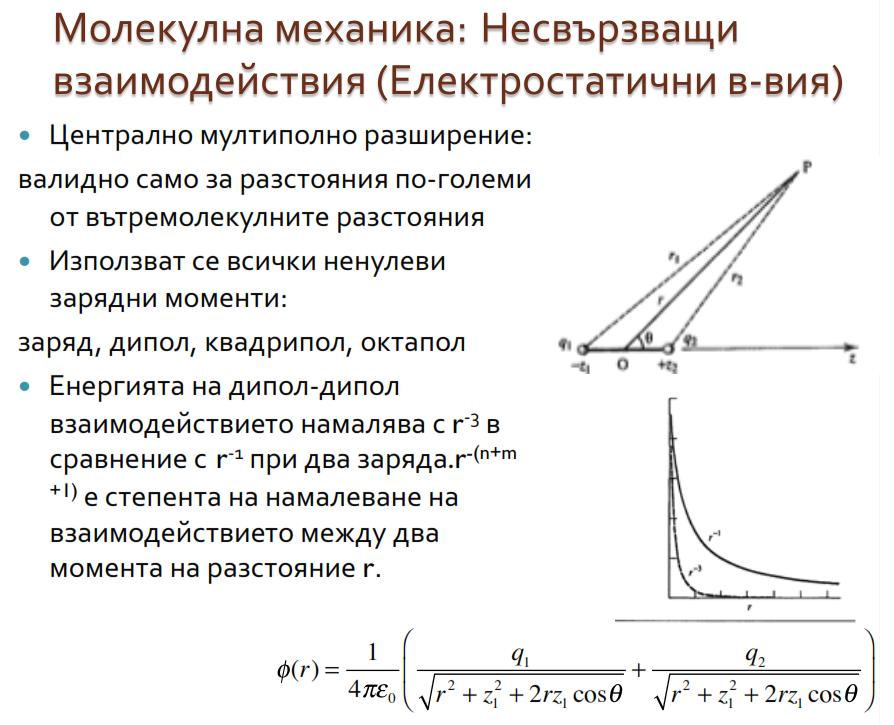 Молекулна механика: Несвързващи
взаимодействия (Електростатични в-вия)
• Централно мултиполно разширение:
валидно само за разстояния по-големи
от вътремолекулните разстояния
• Използват се всички ненулеви
зарядни моменти:
заряд, дипол, квадрипол, октапол
• Енергията на дипол-дипол
взаимодействието намалява с r⁻³ в
сравнение с r⁻¹ при два заряда.r⁻⁽ⁿ⁺ᵐ
⁺¹⁾ е степента на намалеване на
взаимодействието между два
момента на разстояние r.
P
r₁
r₂
r
θ
q₁
q₂
−z₁
O
+z₂
z
r⁻¹
r⁻³
r
ϕ(r) = 1/(4πε₀) ( q₁/√(r² + z₁² + 2rz₁ cosθ) + q₂/√(r² + z₁² + 2rz₁ cosθ) )